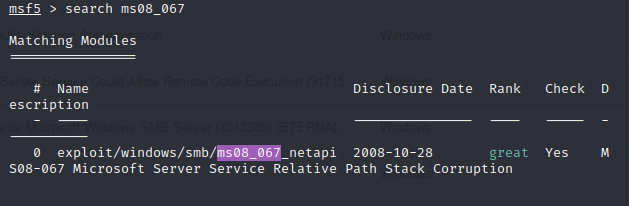 msf5 > search ms08_067
Matching Modules
================
# Name Disclosure Date Rank Check D
escription
- ---- --------------- ---- ----- -
----------
0 exploit/windows/smb/ms08_067_netapi 2008-10-28 great Yes M
S08-067 Microsoft Server Service Relative Path Stack Corruption